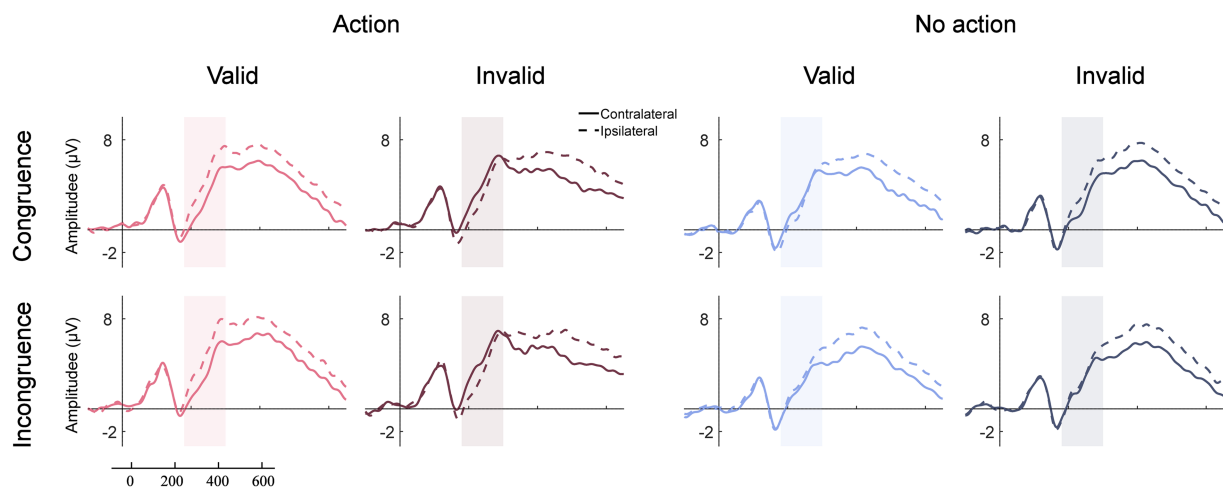 Action No action
Valid Invalid Valid Invalid
Contralateral
Ipsilateral
Congruence
Amplitudee (μV)
8 8 8 8
-2 -2 -2 -2
Incongruence
Amplitudee (μV)
8 8 8 8
-2 -2 -2 -2
0 200 400 600